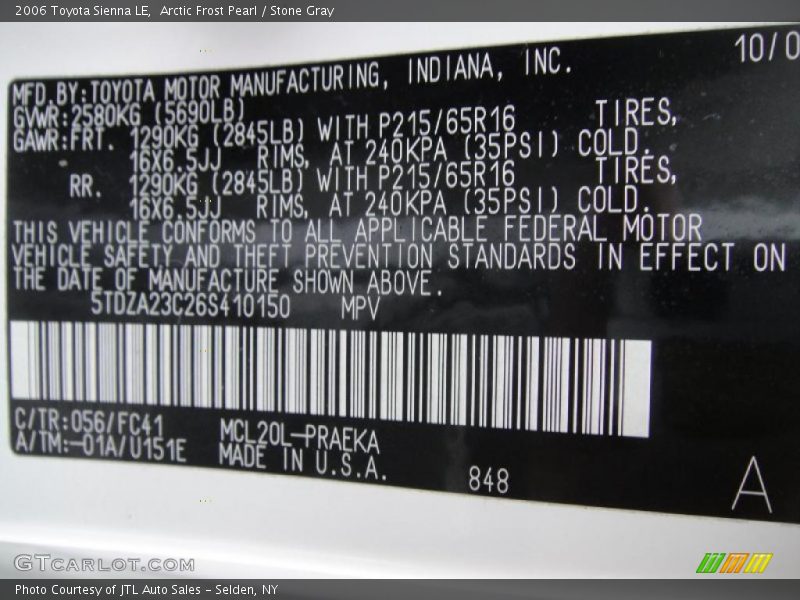 2006 Toyota Sienna LE, Arctic Frost Pearl / Stone Gray
MFD.BY:TOYOTA MOTOR MANUFACTURING, INDIANA, INC. 10/0
GVWR:2580KG (5690LB)
GAWR:FRT. 1290KG (2845LB) WITH P215/65R16 TIRES,
16X6.5JJ RIMS, AT 240KPA (35PSI) COLD.
RR. 1290KG (2845LB) WITH P215/65R16 TIRES,
16X6.5JJ RIMS, AT 240KPA (35PSI) COLD.
THIS VEHICLE CONFORMS TO ALL APPLICABLE FEDERAL MOTOR
VEHICLE SAFETY AND THEFT PREVENTION STANDARDS IN EFFECT ON
THE DATE OF MANUFACTURE SHOWN ABOVE.
5TDZA23C26S410150 MPV
C/TR:056/FC41 MCL20L-PRAEKA
A/TM:-01A/U151E MADE IN U.S.A.
848
A
GTCARLOT.COM
Photo Courtesy of JTL Auto Sales - Selden, NY